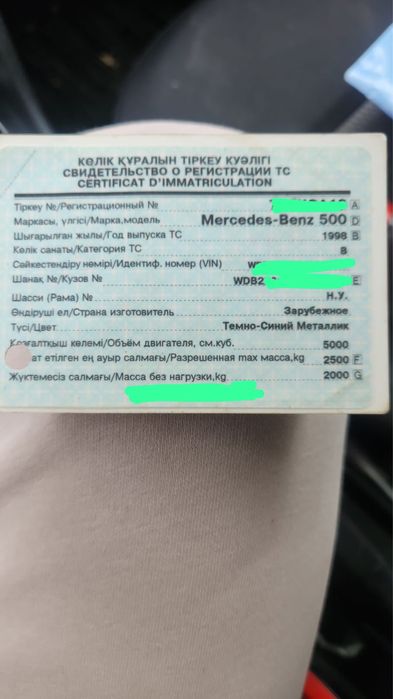 КӨЛІК ҚҰРАЛЫН ТІРКЕУ КУӘЛІГІ
СВИДЕТЕЛЬСТВО О РЕГИСТРАЦИИ ТС
CERTIFICAT D'IMMATRICULATION
Тіркеу №/Регистрационный № A
Маркасы, үлгісі/Марка,модель Mercedes-Benz 500 D
Шығарылған жылы/Год выпуска ТС 1998 B
Көлік санаты/Категория ТС B
Сәйкестендіру нөмірі/Идентиф. номер (VIN)
Шанақ №/Кузов № WDB2 E
Шасси (Рама) № Н.У.
Өндіруші ел/Страна изготовитель Зарубежное
Түсі/Цвет Темно-Синий Металлик
Қозғалтқыш көлемі/Объём двигателя, см.куб. 5000
ат етілген ең ауыр салмағы/Разрешенная max масса,kg 2500 F
Жүктемесіз салмағы/Масса без нагрузки,kg 2000 G